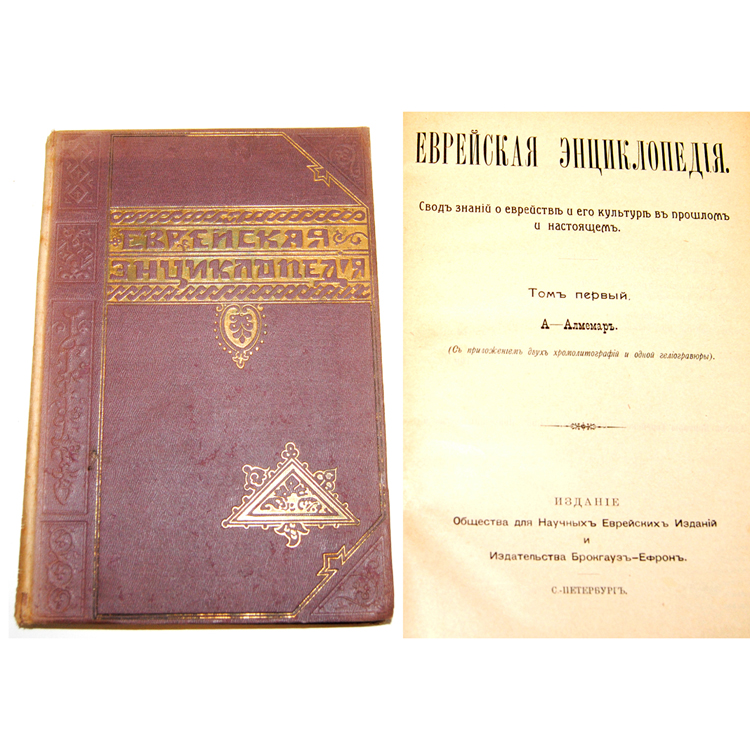 ЕВРЕЙСКАЯ
ЭНЦИКЛОПЕДІЯ
ЕВРЕЙСКАЯ ЭНЦИКЛОПЕДІЯ.
Сводъ знаній о еврействѣ и его культурѣ въ прошломъ
и настоящемъ.
Томъ первый.
А—Алмемаръ.
(Съ приложеніемъ двухъ хромолитографій и одной геліогравюры).
ИЗДАНІЕ
Общества для Научныхъ Еврейскихъ Изданій
и
Издательства Брокгаузъ-Ефронъ.
С.-ПЕТЕРБУРГЪ.